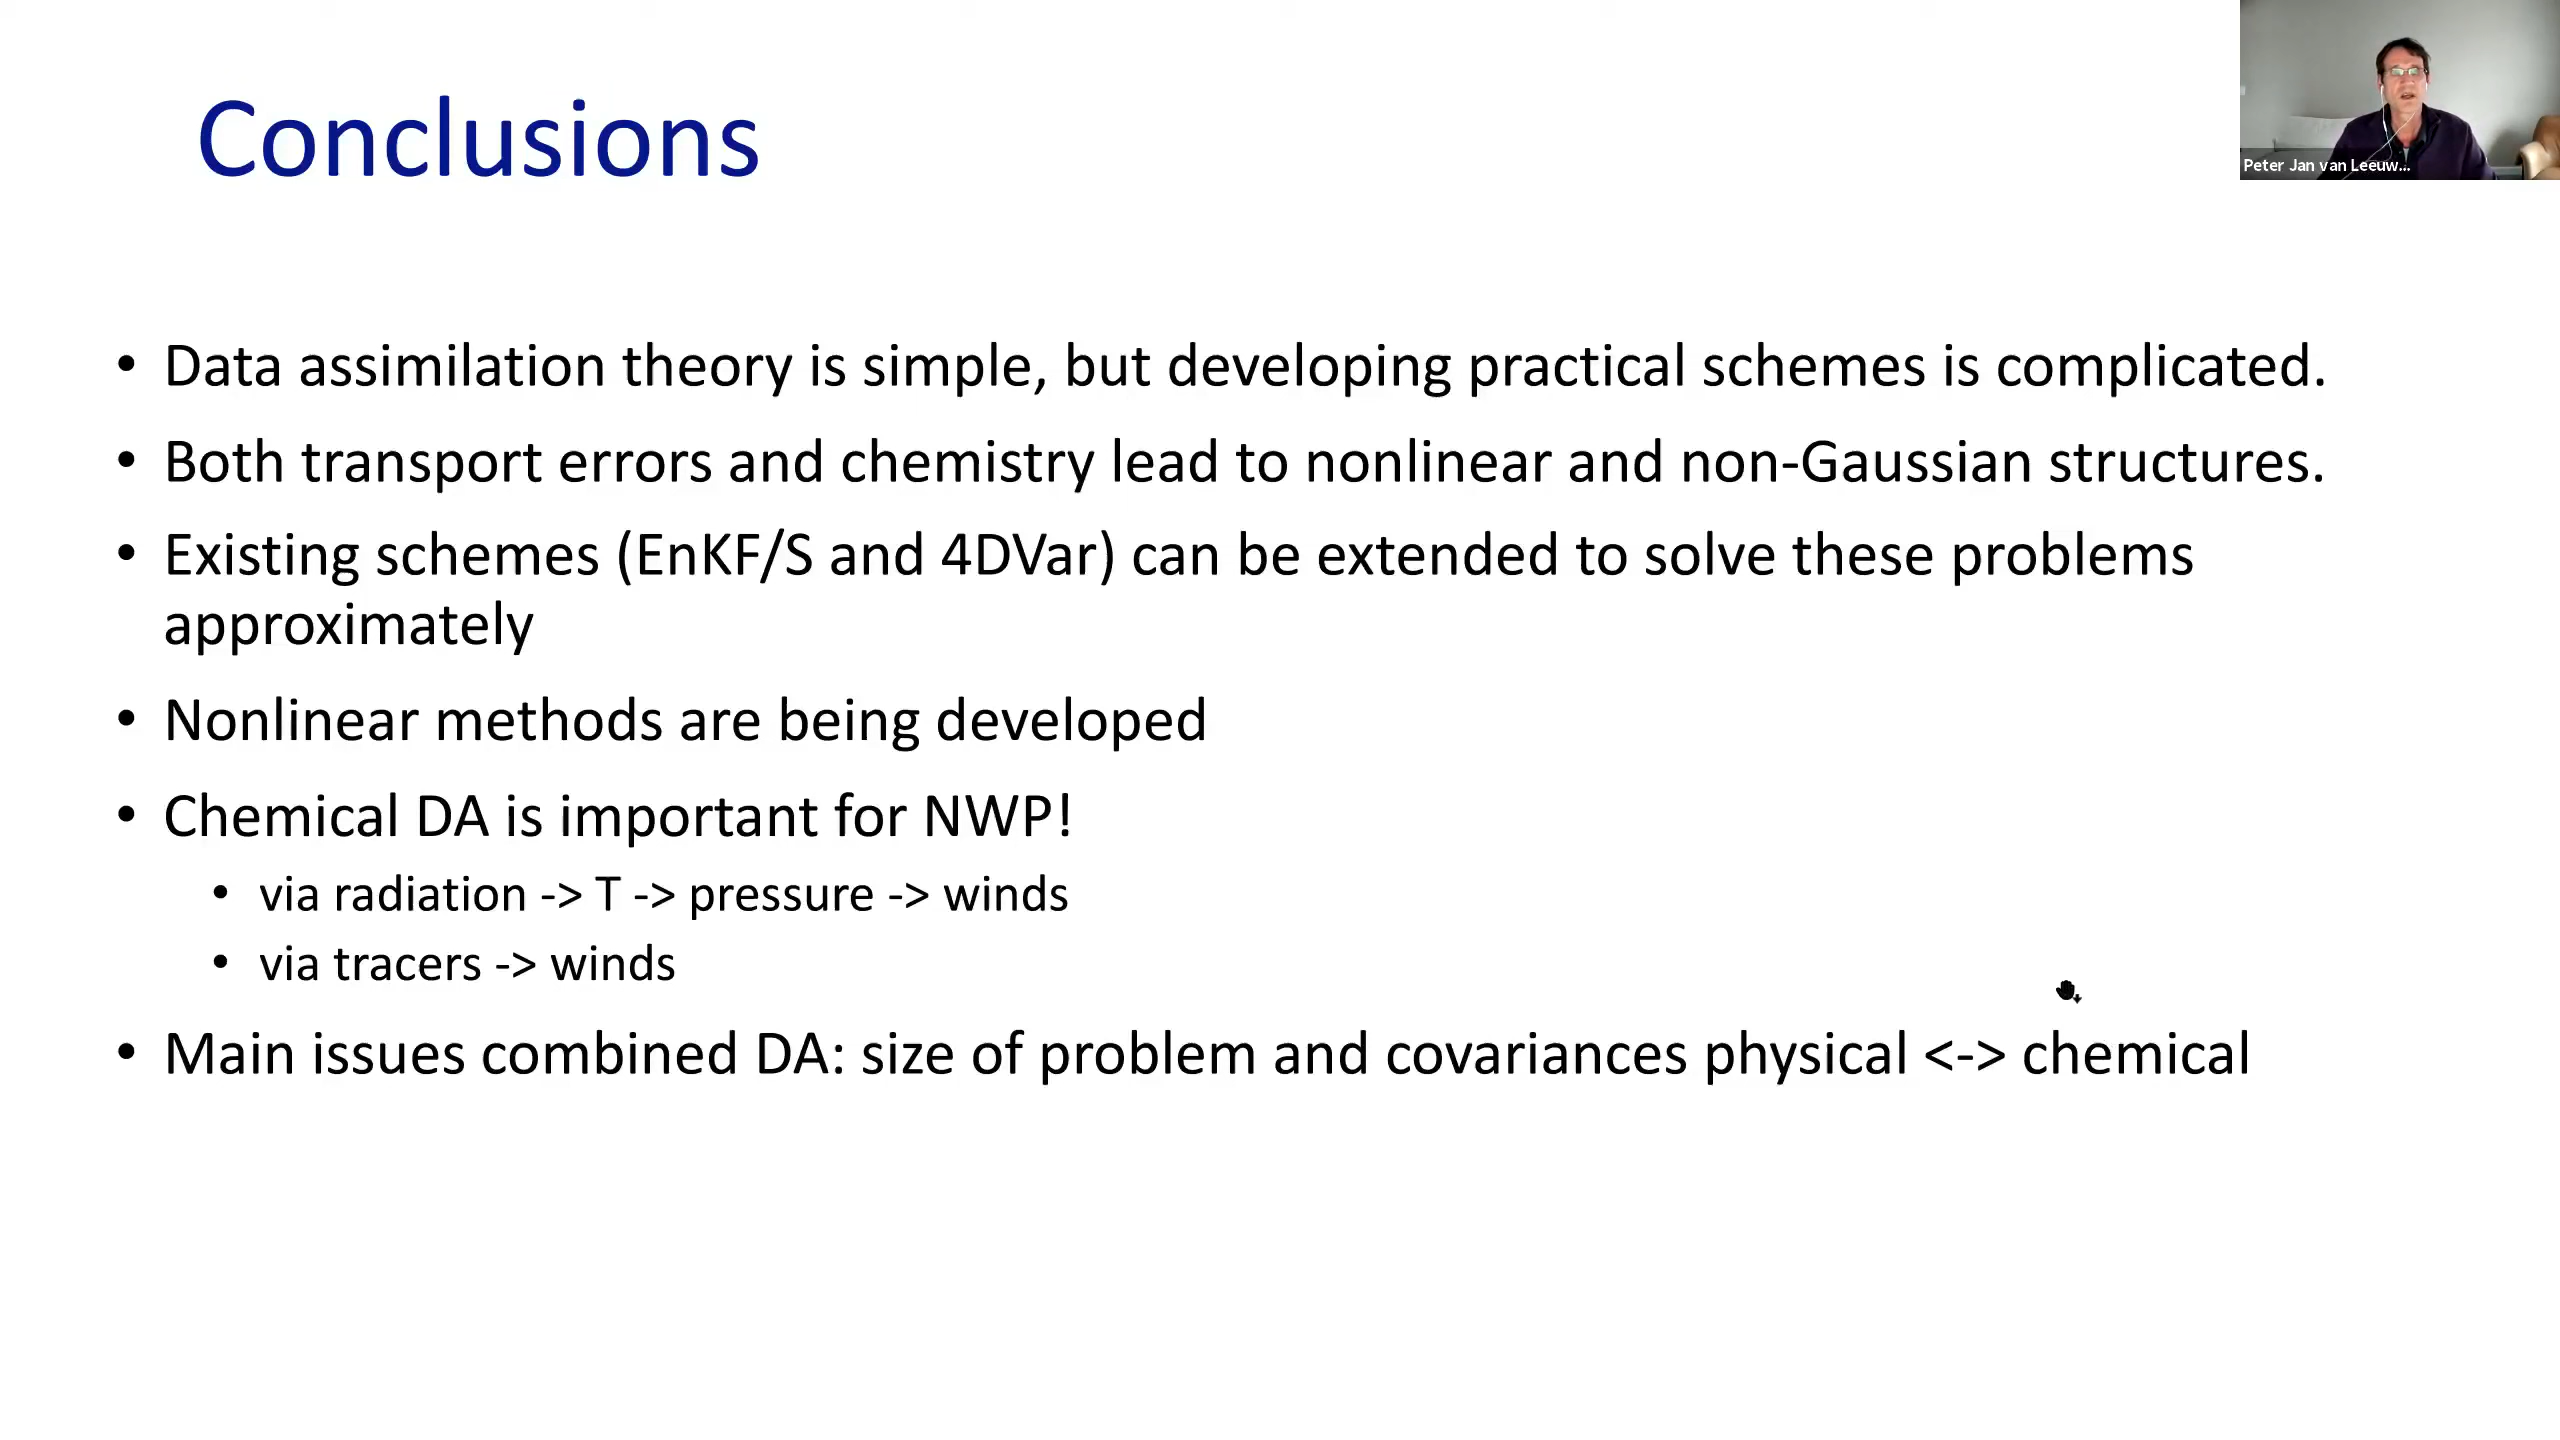 Conclusions
Peter Jan van Leeuw...
• Data assimilation theory is simple, but developing practical schemes is complicated.
• Both transport errors and chemistry lead to nonlinear and non-Gaussian structures.
• Existing schemes (EnKF/S and 4DVar) can be extended to solve these problems
approximately
• Nonlinear methods are being developed
• Chemical DA is important for NWP!
• via radiation -> T -> pressure -> winds
• via tracers -> winds
• Main issues combined DA: size of problem and covariances physical <-> chemical